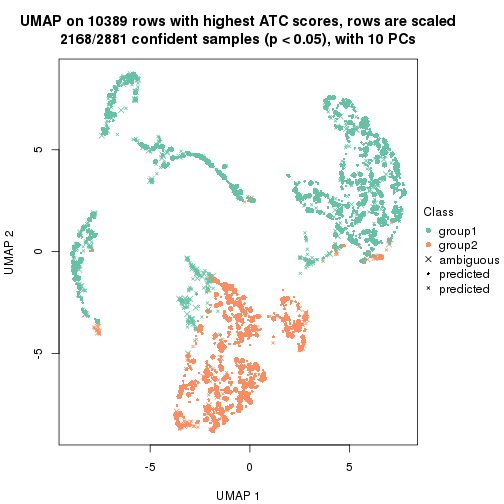 UMAP on 10389 rows with highest ATC scores, rows are scaled
2168/2881 confident samples (p < 0.05), with 10 PCs
5
0
-5
UMAP 2
-5
0
5
UMAP 1
Class
group1
group2
ambiguous
predicted
predicted